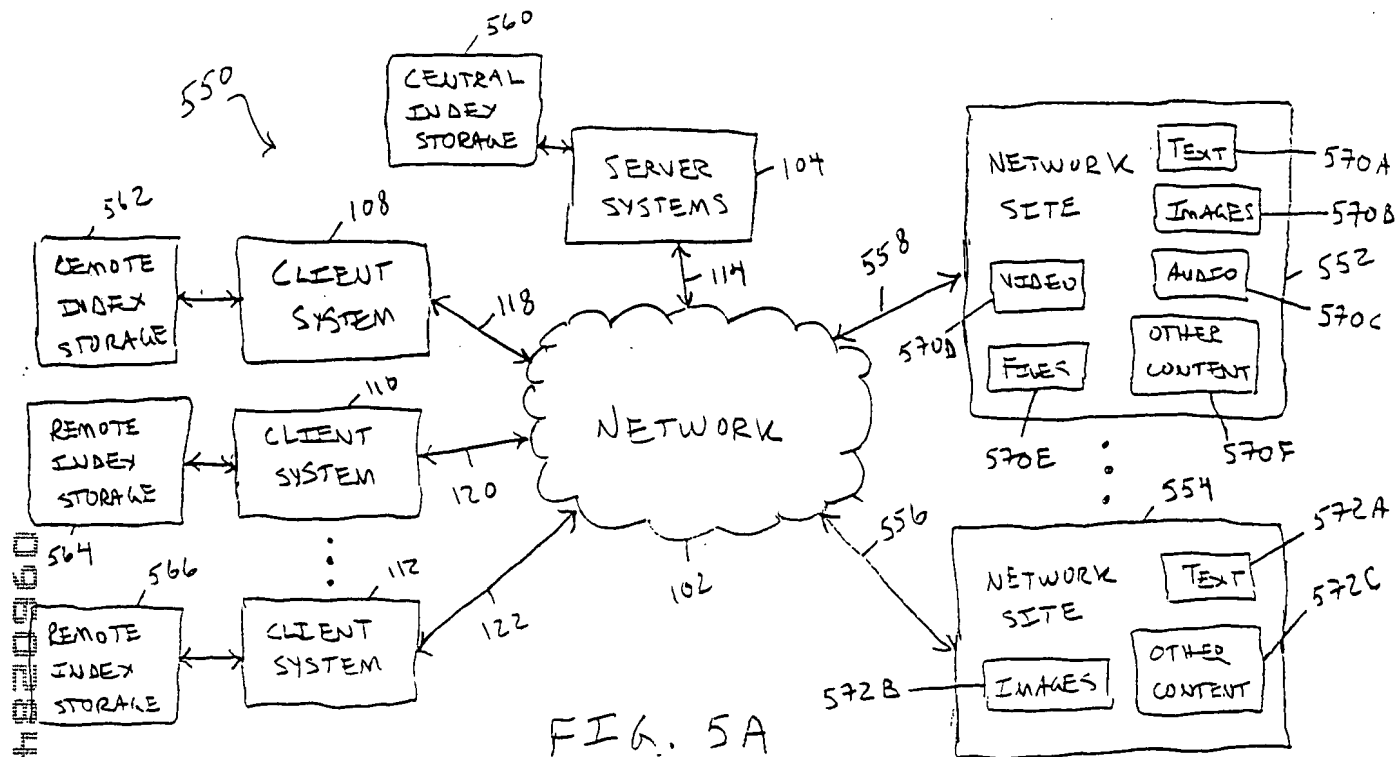 550
560
CENTRAL
INDEX
STORAGE
SERVER
SYSTEMS
104
114
562
REMOTE
INDEX
STORAGE
108
CLIENT
SYSTEM
118
REMOTE
INDEX
STORAGE
564
110
CLIENT
SYSTEM
120
566
REMOTE
INDEX
STORAGE
112
CLIENT
SYSTEM
122
NETWORK
102
558
556
NETWORK
SITE
TEXT
570A
IMAGES
570B
552
VIDEO
570D
AUDIO
570C
FILES
570E
OTHER
CONTENT
570F
554
NETWORK
SITE
TEXT
572A
572C
572B
IMAGES
OTHER
CONTENT
FIG. 5A